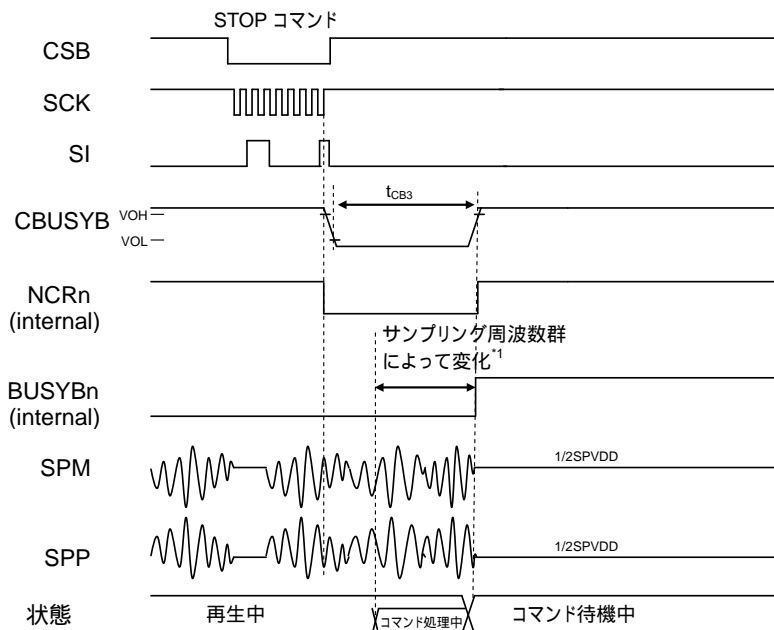 STOP コマンド
CSB
SCK
SI
tCB3
VOH
CBUSYB
VOL
NCRn
(internal)
サンプリング周波数群
によって変化*1
BUSYBn
(internal)
SPM
1/2SPVDD
SPP
1/2SPVDD
状態
再生中
コマンド処理中
コマンド待機中